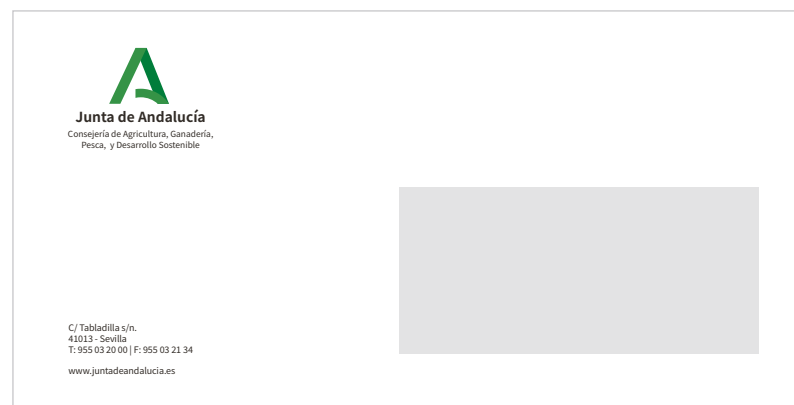 Junta de Andalucía
Consejería de Agricultura, Ganadería,
Pesca, y Desarrollo Sostenible
C/ Tabladilla s/n.
41013 - Sevilla
T: 955 03 20 00 | F: 955 03 21 34
www.juntadeandalucia.es